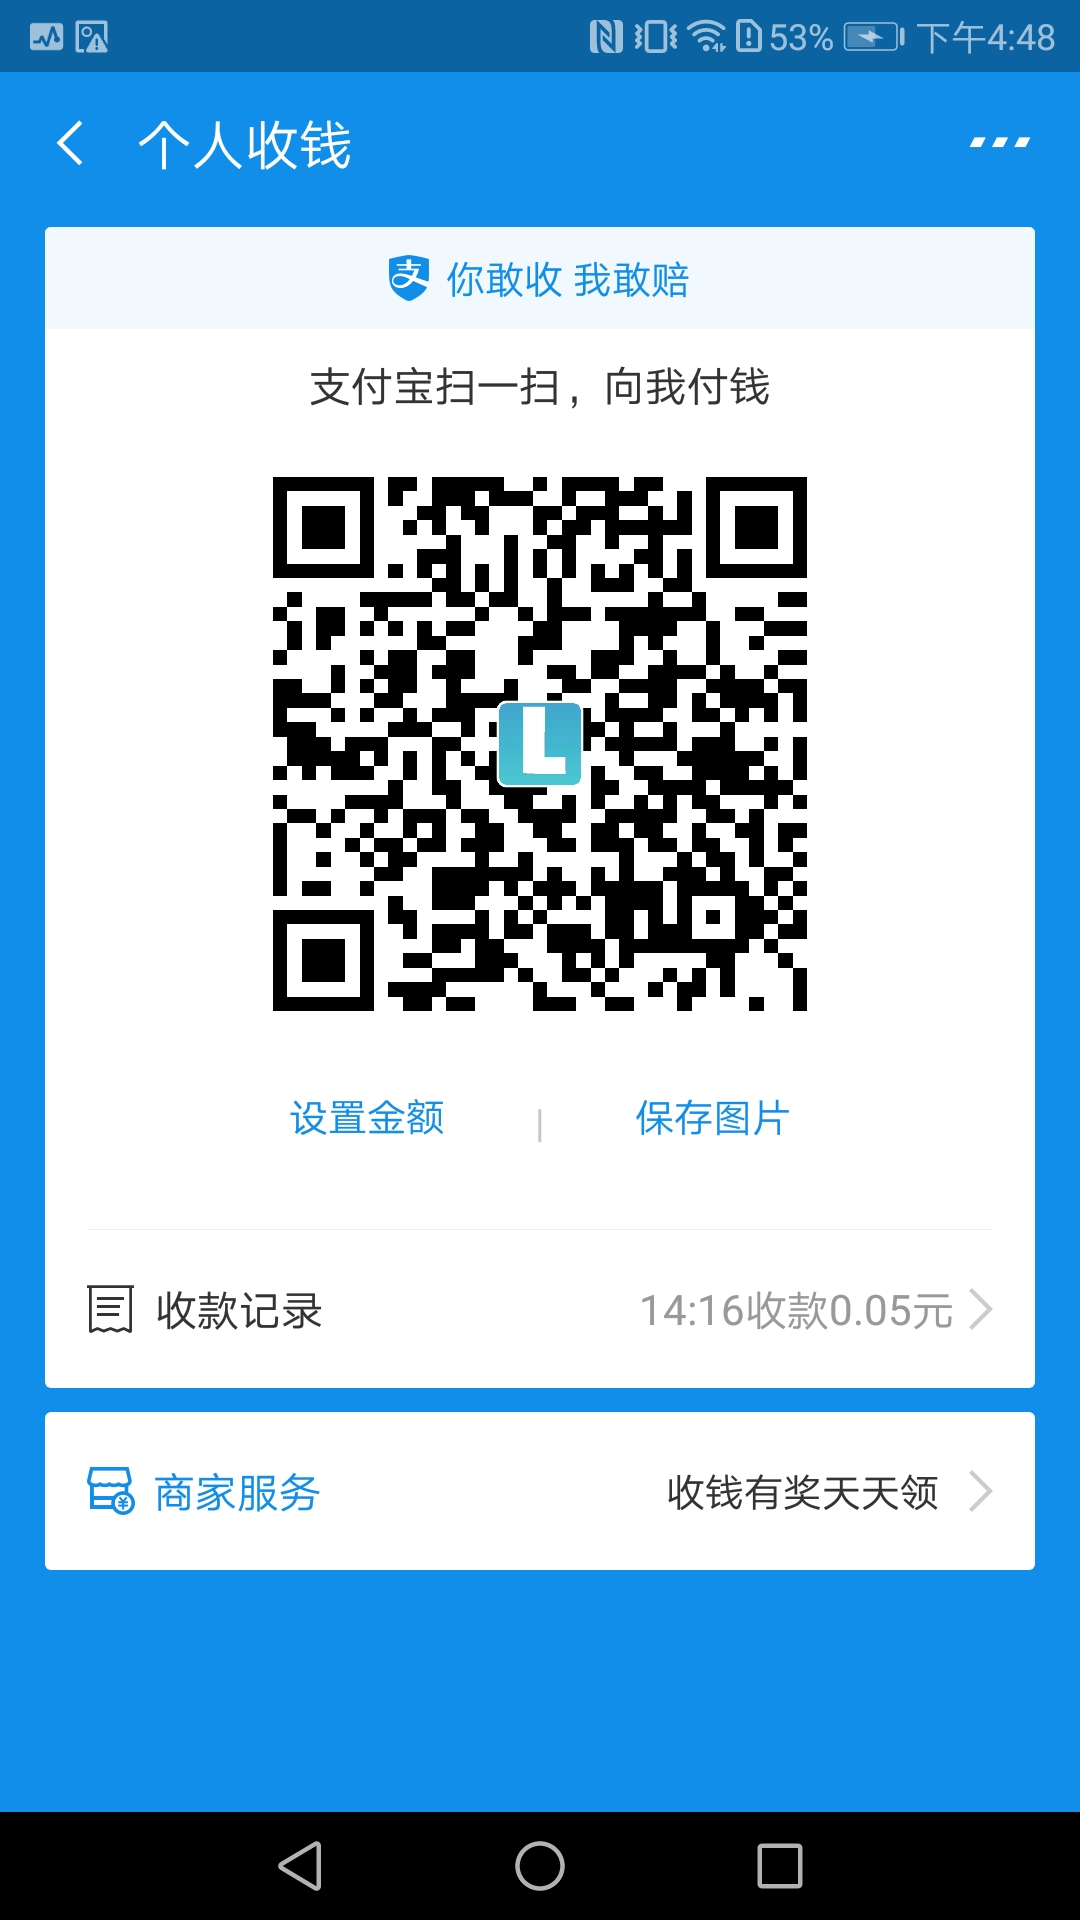 53% 下午4:48
个人收钱
支 你敢收 我敢赔
支付宝扫一扫，向我付钱
L
设置金额 | 保存图片
收款记录 14:16收款0.05元
商家服务 收钱有奖天天领